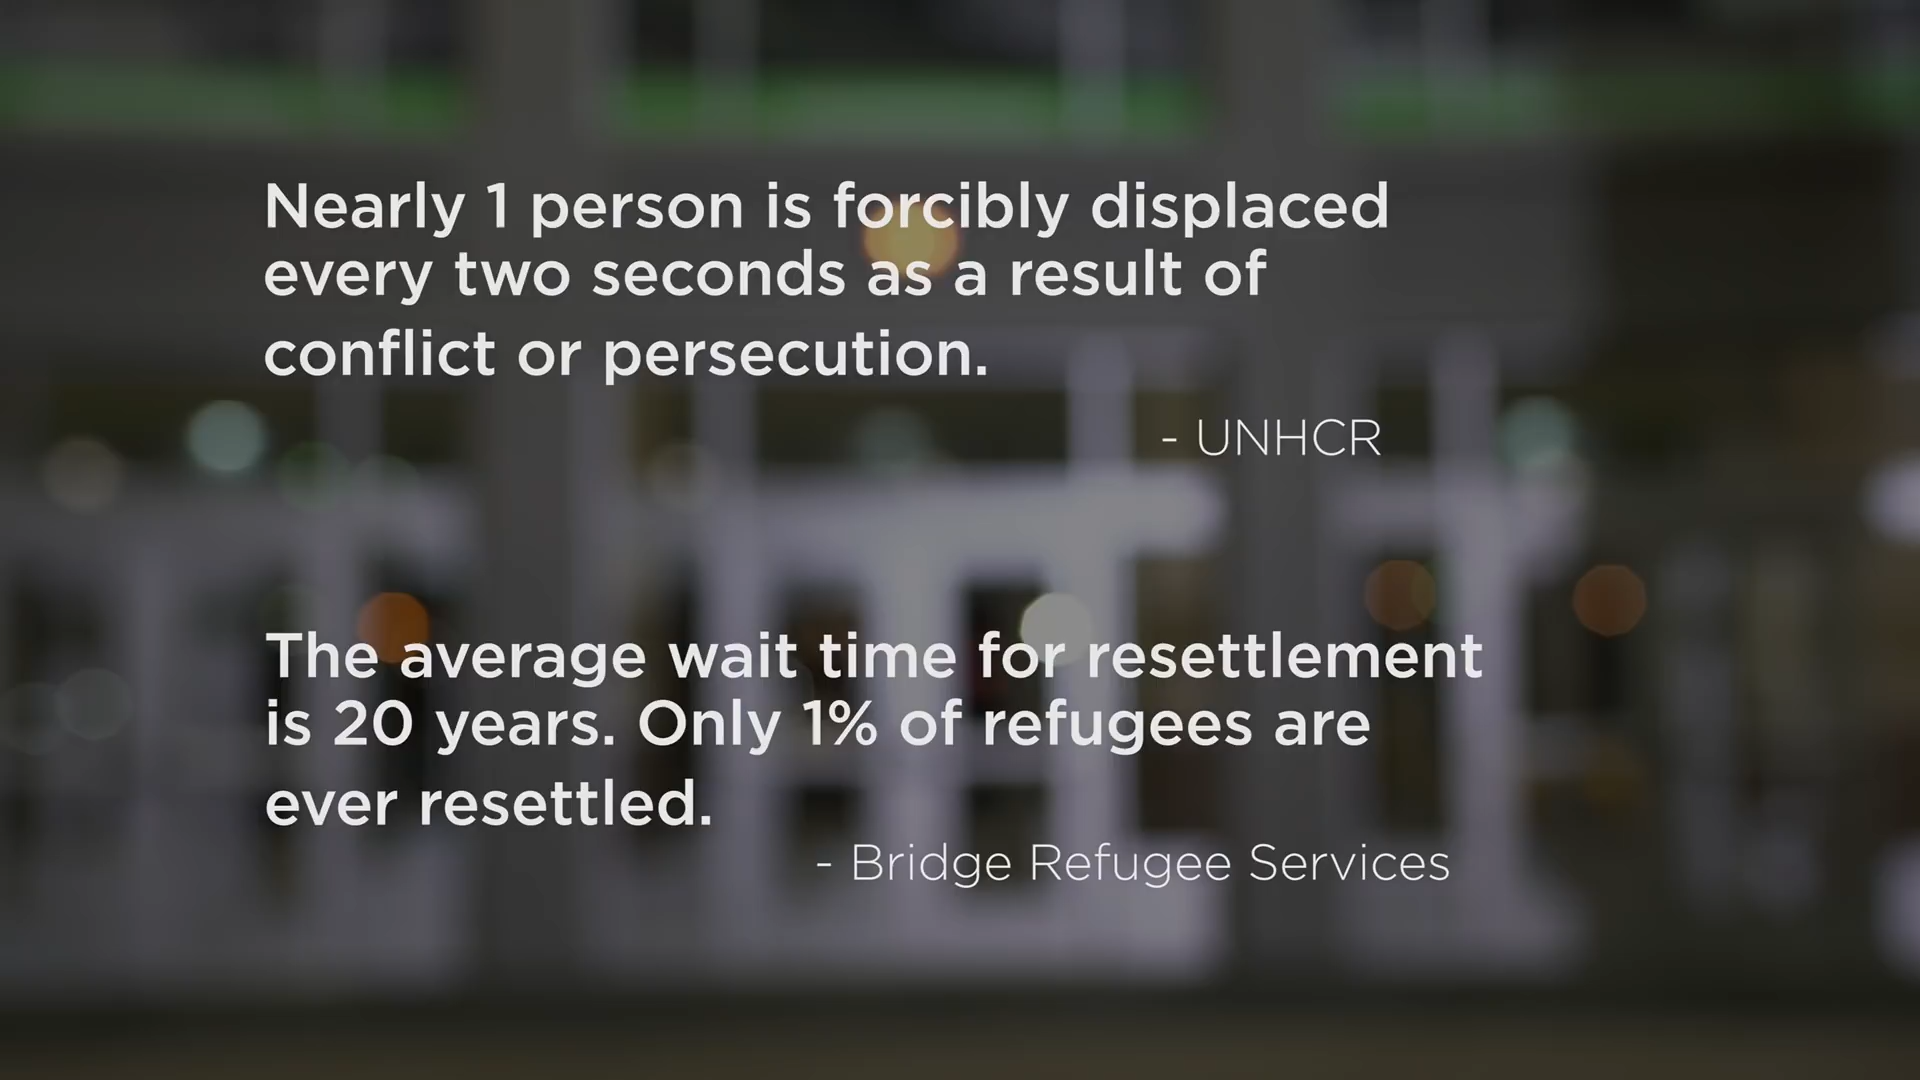 Nearly 1 person is forcibly displaced
every two seconds as a result of
conflict or persecution.
- UNHCR
The average wait time for resettlement
is 20 years. Only 1% of refugees are
ever resettled.
- Bridge Refugee Services